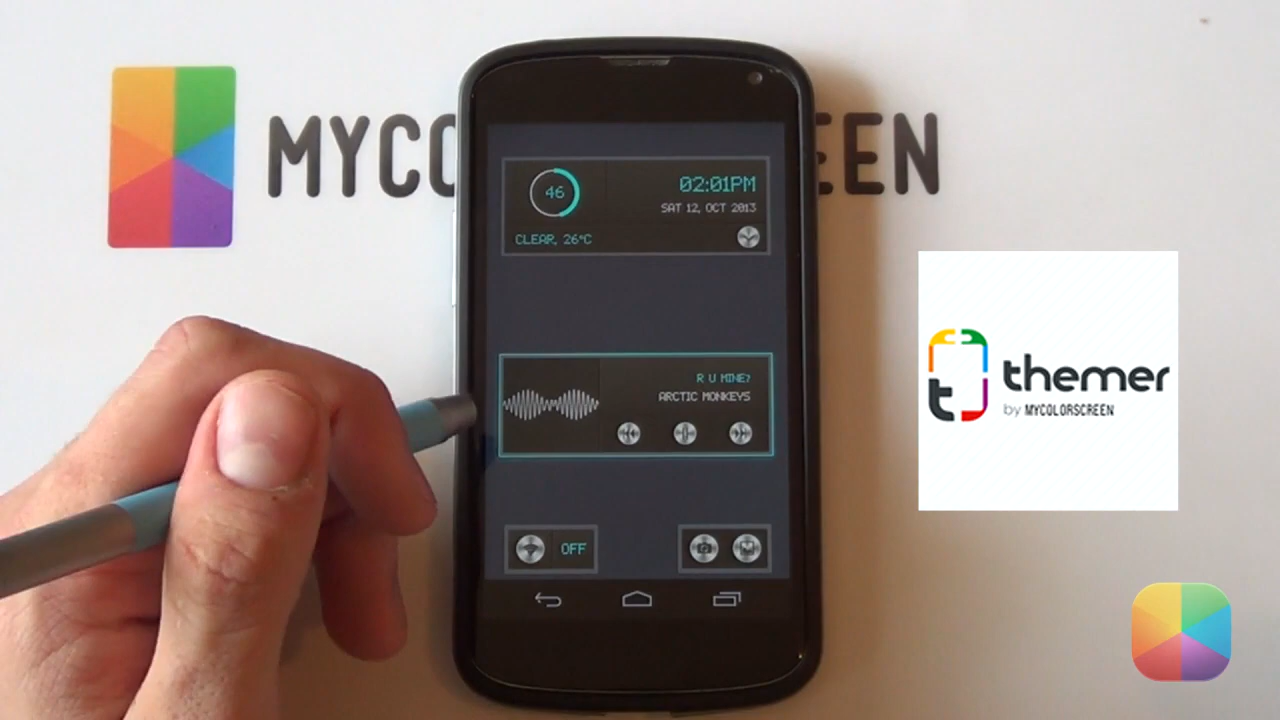 MYCO
EEN
46
02:01PM
SAT 12, OCT 2013
CLEAR, 26°C
R U MINE?
ARCTIC MONKEYS
OFF
t themer
by MYCOLORSCREEN